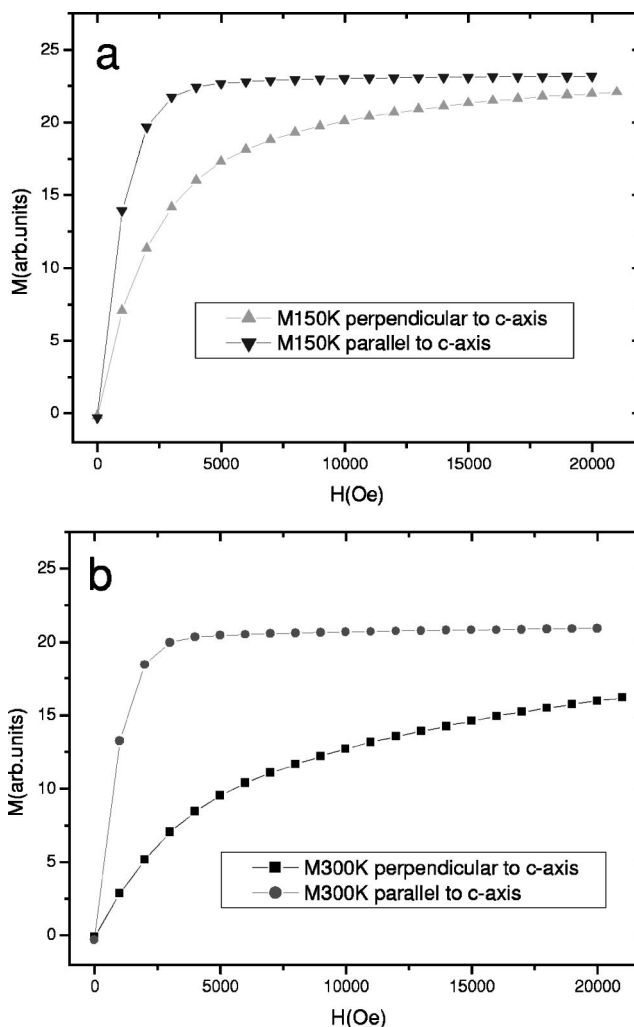 a
25
20
15
10
5
0
M(arb.units)
M150K perpendicular to c-axis
M150K parallel to c-axis
0 5000 10000 15000 20000
H(Oe)
b
25
20
15
10
5
0
M(arb.units)
M300K perpendicular to c-axis
M300K parallel to c-axis
0 5000 10000 15000 20000
H(Oe)